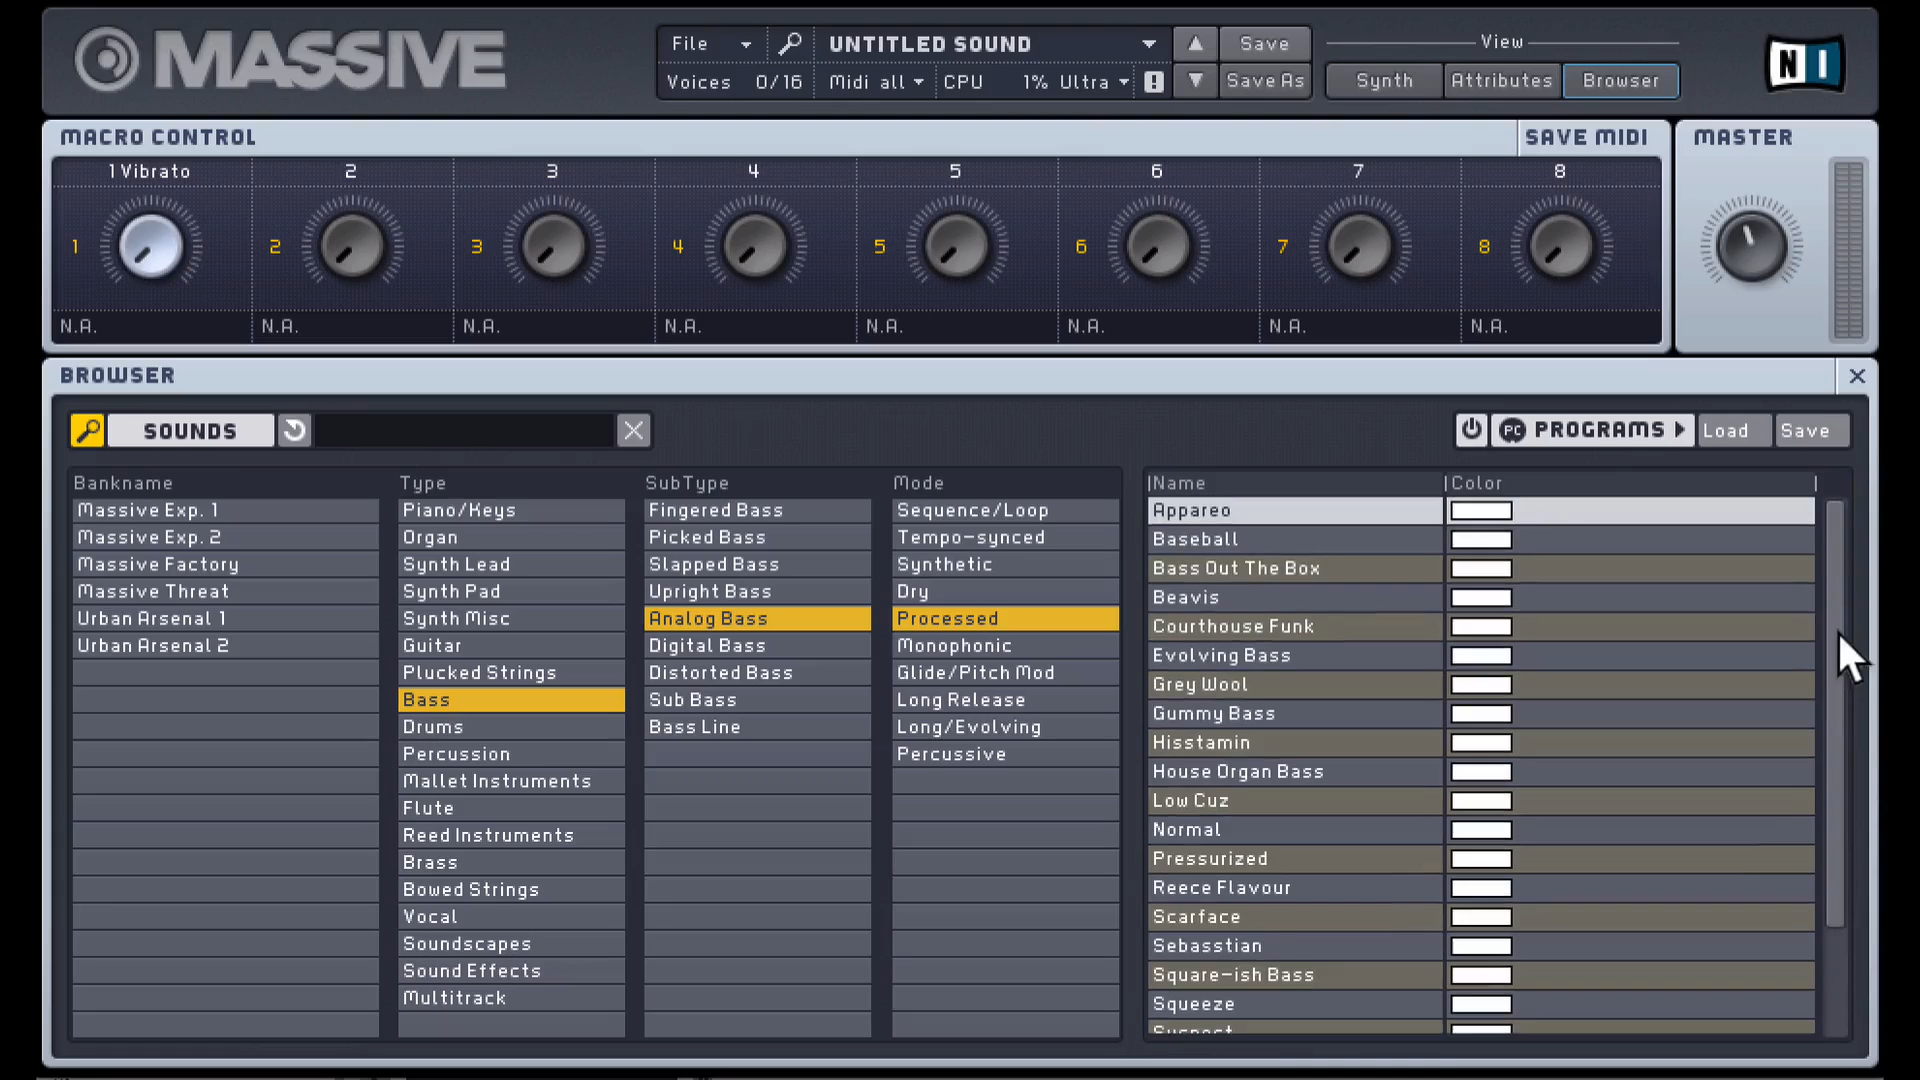 MASSIVE
File
UNTITLED SOUND
Save
View
Voices 0/16
Midi all
CPU 1% Ultra
Save As
Synth
Attributes
Browser
NI
MACRO CONTROL
SAVE MIDI
MASTER
1 Vibrato
2
3
4
5
6
7
8
1
2
3
4
5
6
7
8
N.A.
N.A.
N.A.
N.A.
N.A.
N.A.
N.A.
N.A.
BROWSER
SOUNDS
PC PROGRAMS
Load
Save
Bankname
Massive Exp. 1
Massive Exp. 2
Massive Factory
Massive Threat
Urban Arsenal 1
Urban Arsenal 2
Type
Piano/Keys
Organ
Synth Lead
Synth Pad
Synth Misc
Guitar
Plucked Strings
Bass
Drums
Percussion
Mallet Instruments
Flute
Reed Instruments
Brass
Bowed Strings
Vocal
Soundscapes
Sound Effects
Multitrack
SubType
Fingered Bass
Picked Bass
Slapped Bass
Upright Bass
Analog Bass
Digital Bass
Distorted Bass
Sub Bass
Bass Line
Mode
Sequence/Loop
Tempo-synced
Synthetic
Dry
Processed
Monophonic
Glide/Pitch Mod
Long Release
Long/Evolving
Percussive
Name
Color
Appareo
Baseball
Bass Out The Box
Beavis
Courthouse Funk
Evolving Bass
Grey Wool
Gummy Bass
Hisstamin
House Organ Bass
Low Cuz
Normal
Pressurized
Reece Flavour
Scarface
Sebasstian
Square-ish Bass
Squeeze